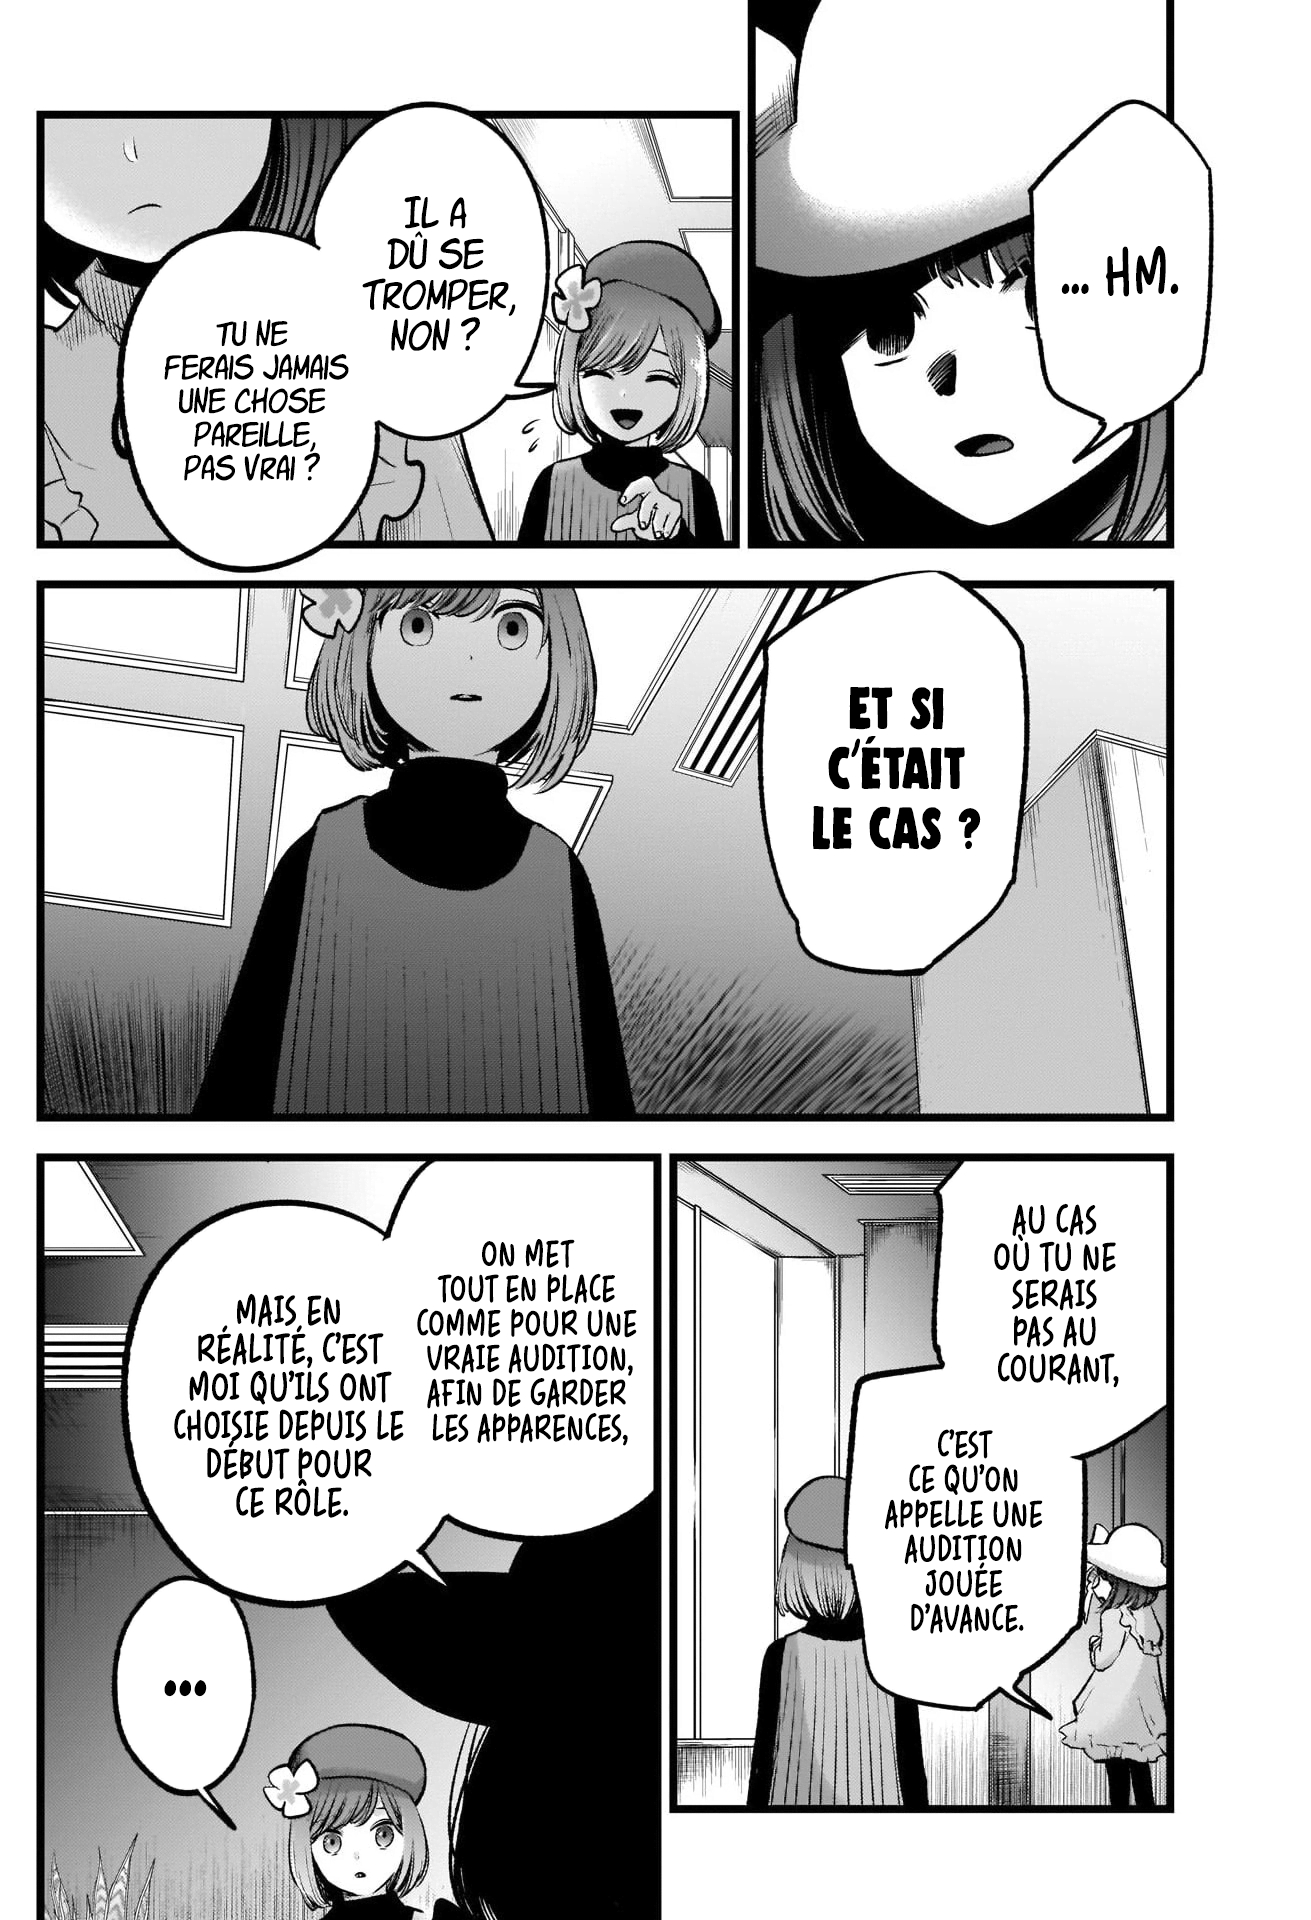 ... HM.
IL A
DÛ SE
TROMPER,
NON ?
TU NE
FERAIS JAMAIS
UNE CHOSE
PAREILLE,
PAS VRAI ?
ET SI
C'ÉTAIT
LE CAS ?
AU CAS
OÙ TU NE
SERAIS
PAS AU
COURANT,
C'EST
CE QU'ON
APPELLE UNE
AUDITION
JOUÉE
D'AVANCE.
ON MET
TOUT EN PLACE
COMME POUR UNE
VRAIE AUDITION,
AFIN DE GARDER
LES APPARENCES,
MAIS EN
RÉALITÉ, C'EST
MOI QU'ILS ONT
CHOISIE DEPUIS LE
DÉBUT POUR
CE RÔLE.
...